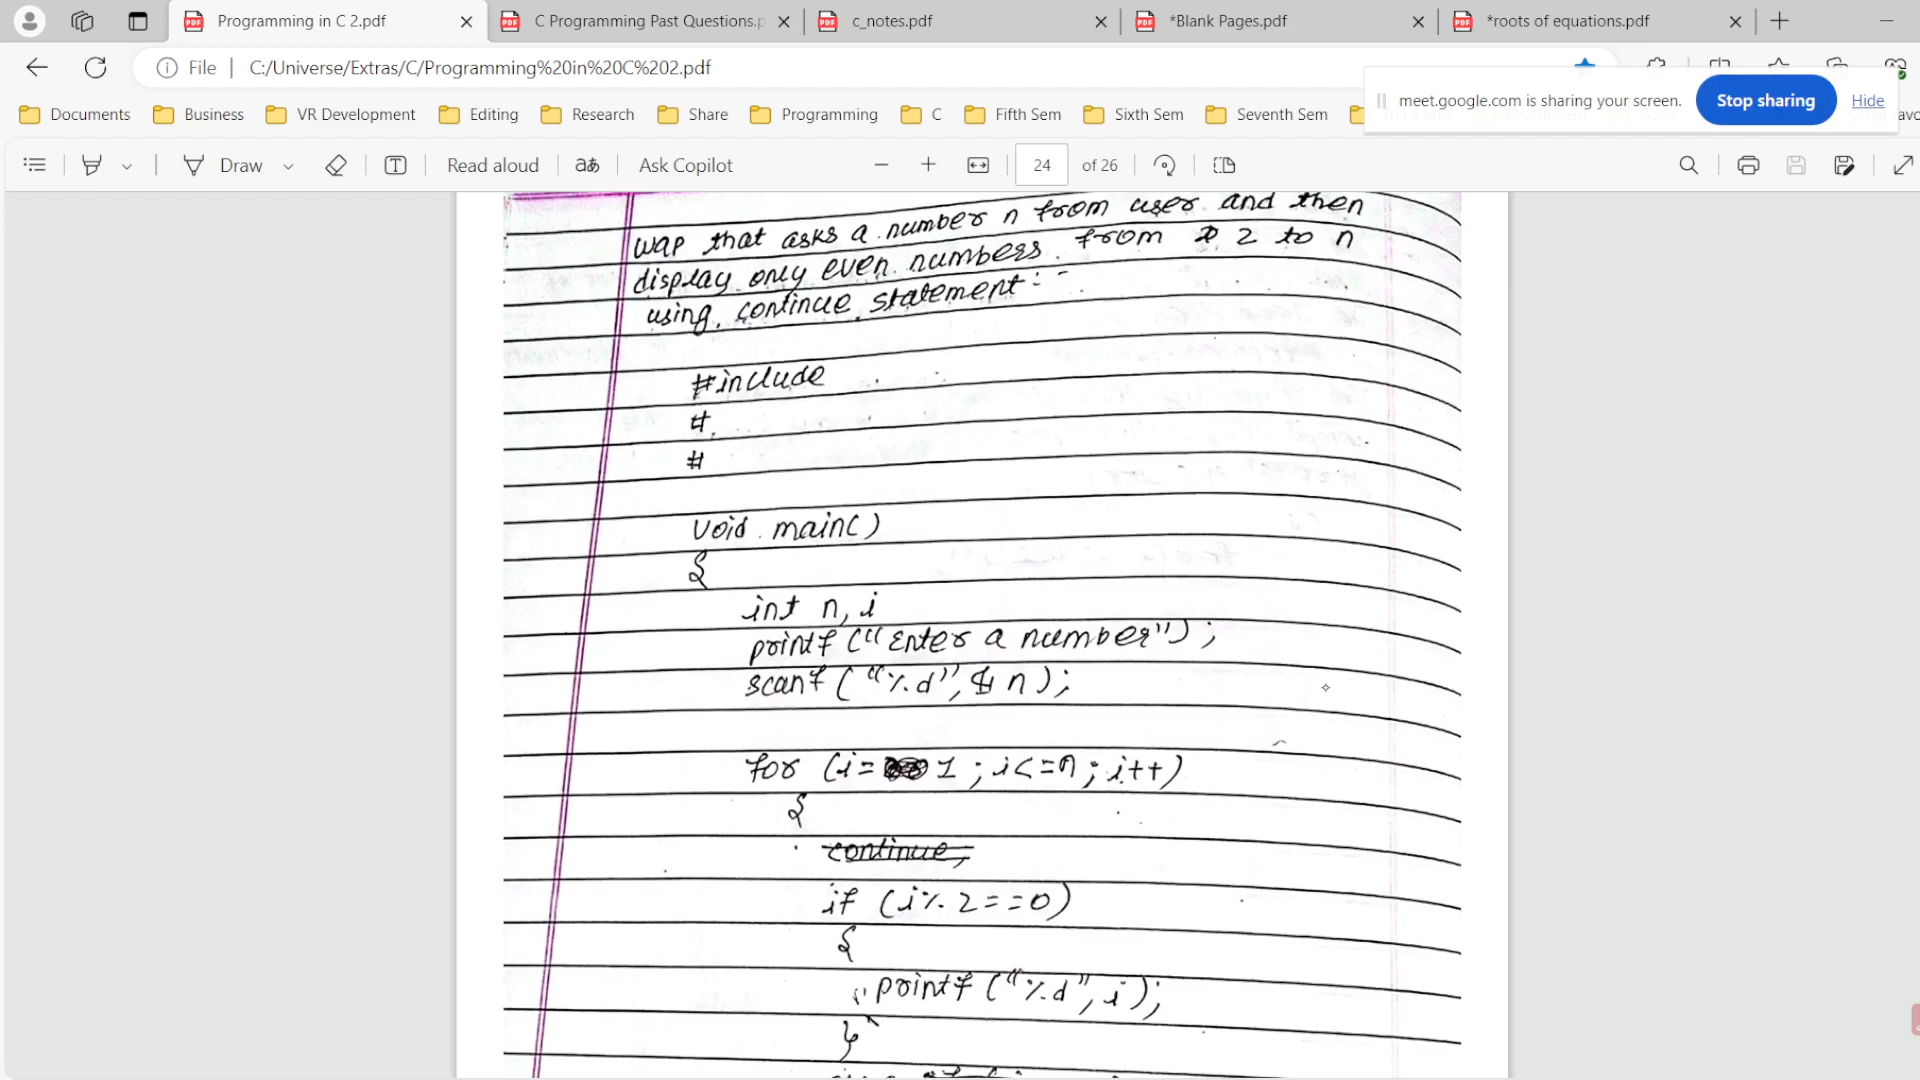 Programming in C 2.pdf
C Programming Past Questions.p
c_notes.pdf
*Blank Pages.pdf
*roots of equations.pdf
File
C:/Universe/Extras/C/Programming%20in%20C%202.pdf
meet.google.com is sharing your screen.
Stop sharing
Hide
Documents
Business
VR Development
Editing
Research
Share
Programming
C
Fifth Sem
Sixth Sem
Seventh Sem
Draw
Read aloud
aあ
Ask Copilot
24
of 26
WAP that asks a number n from user and then
display only even numbers from 2 to n
using continue statement :-
#include
#
#
void main()
{
int n, i
printf ("Enter a number");
scanf ("%d", & n);
for (i= 1 ; i<=n ; i++)
{
continue;
if (i% 2==0)
{
printf ("%d", i);
}